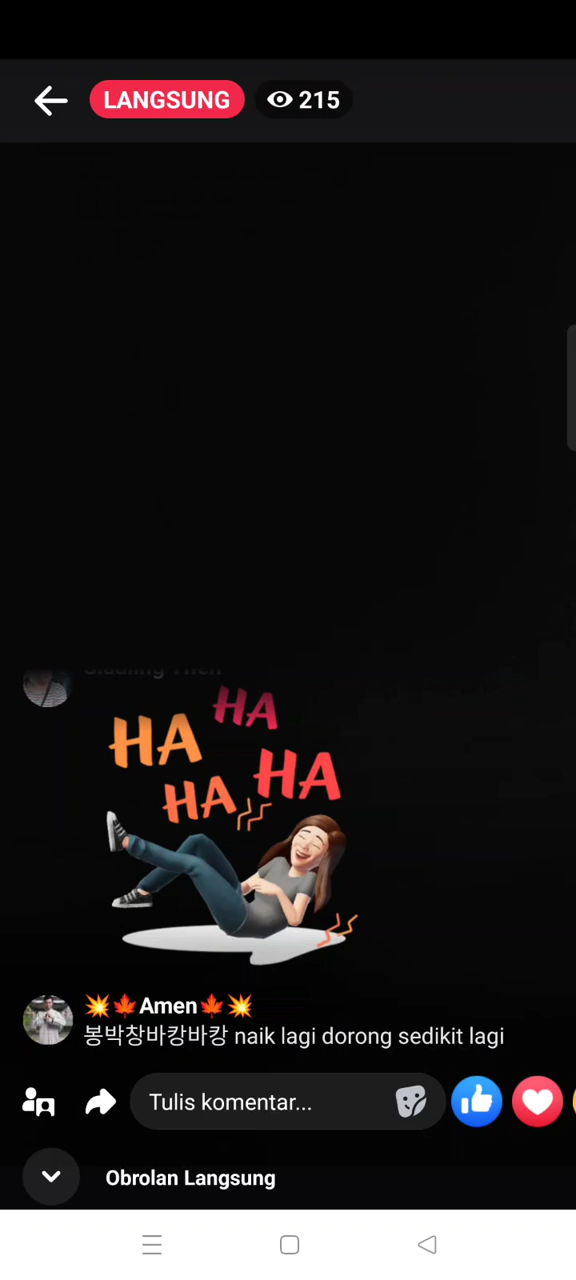 LANGSUNG
215
HA
HA
HA
HA
💥🍁Amen🍁💥
봉박창바캉바캉 naik lagi dorong sedikit lagi
Tulis komentar...
Obrolan Langsung